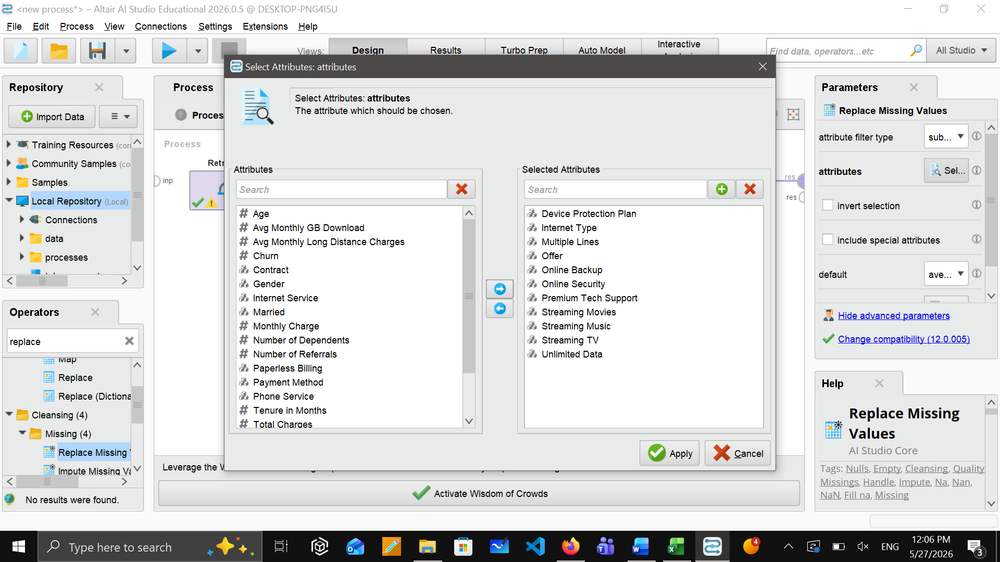 <new process*> – Altair AI Studio Educational 2026.0.5 @ DESKTOP-PNG4I5U
File Edit Process View Connections Settings Extensions Help
Views: Design Results Turbo Prep Auto Model Interactive
Find data, operators...etc
All Studio
Repository
Import Data
Training Resources (con
Community Samples (co
Samples
Local Repository (Local)
Connections
data
processes
Operators
replace
Map
Replace
Replace (Dictiona
Cleansing (4)
Missing (4)
Replace Missing V
Impute Missing Va
No results were found.
Process
Proces
Process
Retr
inp
Leverage the W
Activate Wisdom of Crowds
res
res
Select Attributes: attributes
Select Attributes: attributes
The attribute which should be chosen.
Attributes
Search
Age
Avg Monthly GB Download
Avg Monthly Long Distance Charges
Churn
Contract
Gender
Internet Service
Married
Monthly Charge
Number of Dependents
Number of Referrals
Paperless Billing
Payment Method
Phone Service
Tenure in Months
Total Charges
Selected Attributes
Search
Device Protection Plan
Internet Type
Multiple Lines
Offer
Online Backup
Online Security
Premium Tech Support
Streaming Movies
Streaming Music
Streaming TV
Unlimited Data
Apply
Cancel
Parameters
Replace Missing Values
attribute filter type sub...
attributes Sel...
invert selection
include special attributes
default ave...
Hide advanced parameters
Change compatibility (12.0.005)
Help
Replace Missing
Values
AI Studio Core
Tags: Nulls, Empty, Cleansing, Quality
Missings, Handle, Impute, Na, Nan,
NaN, Fill na, Missing
Type here to search
4
ENG
12:06 PM
5/27/2026
3